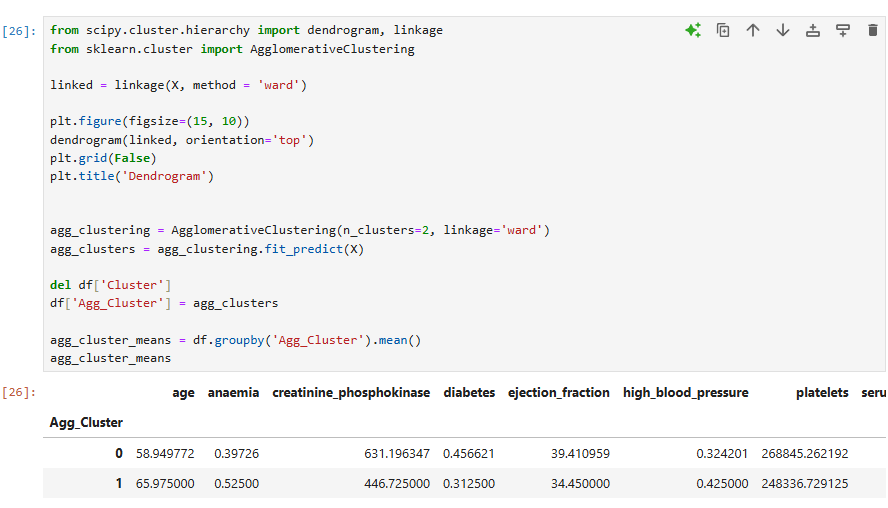 [26]: from scipy.cluster.hierarchy import dendrogram, linkage
from sklearn.cluster import AgglomerativeClustering
linked = linkage(X, method = 'ward')
plt.figure(figsize=(15, 10))
dendrogram(linked, orientation='top')
plt.grid(False)
plt.title('Dendrogram')
agg_clustering = AgglomerativeClustering(n_clusters=2, linkage='ward')
agg_clusters = agg_clustering.fit_predict(X)
del df['Cluster']
df['Agg_Cluster'] = agg_clusters
agg_cluster_means = df.groupby('Agg_Cluster').mean()
agg_cluster_means
[26]: age anaemia creatinine_phosphokinase diabetes ejection_fraction high_blood_pressure platelets seru
Agg_Cluster
0 58.949772 0.39726 631.196347 0.456621 39.410959 0.324201 268845.262192
1 65.975000 0.52500 446.725000 0.312500 34.450000 0.425000 248336.729125